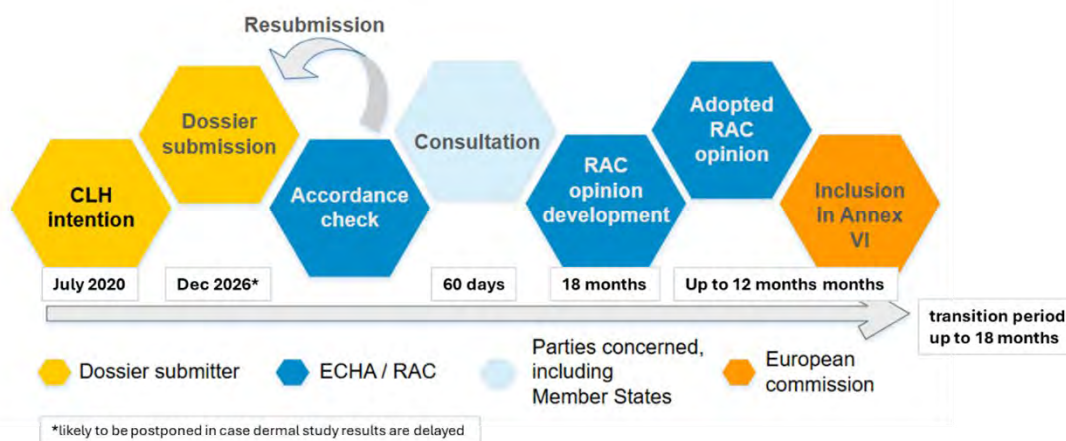 Resubmission
CLH
intention
Dossier
submission
Accordance
check
Consultation
RAC
opinion
development
Adopted
RAC
opinion
Inclusion
in Annex
VI
July 2020
Dec 2026*
60 days
18 months
Up to 12 months months
transition period
up to 18 months
Dossier submitter
ECHA / RAC
Parties concerned,
including
Member States
European
commission
*likely to be postponed in case dermal study results are delayed